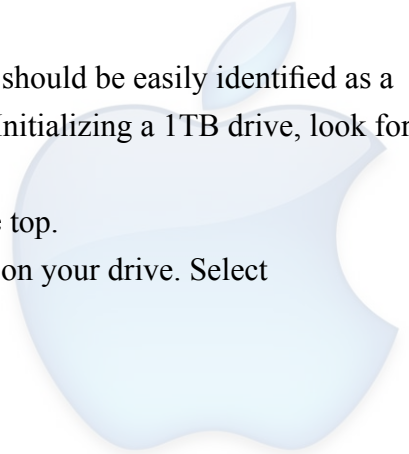 should be easily identified as a
Initializing a 1TB drive, look for
top.
on your drive. Select